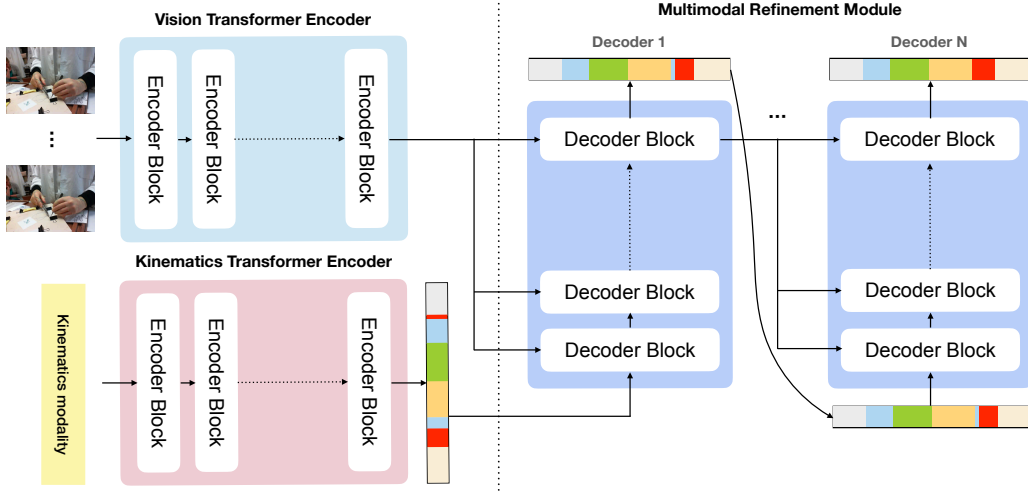 Vision Transformer Encoder
Encoder Block
Encoder Block
Encoder Block
...
Kinematics Transformer Encoder
Kinematics modality
Encoder Block
Encoder Block
Encoder Block
Multimodal Refinement Module
Decoder 1
Decoder Block
Decoder Block
Decoder Block
...
Decoder N
Decoder Block
Decoder Block
Decoder Block